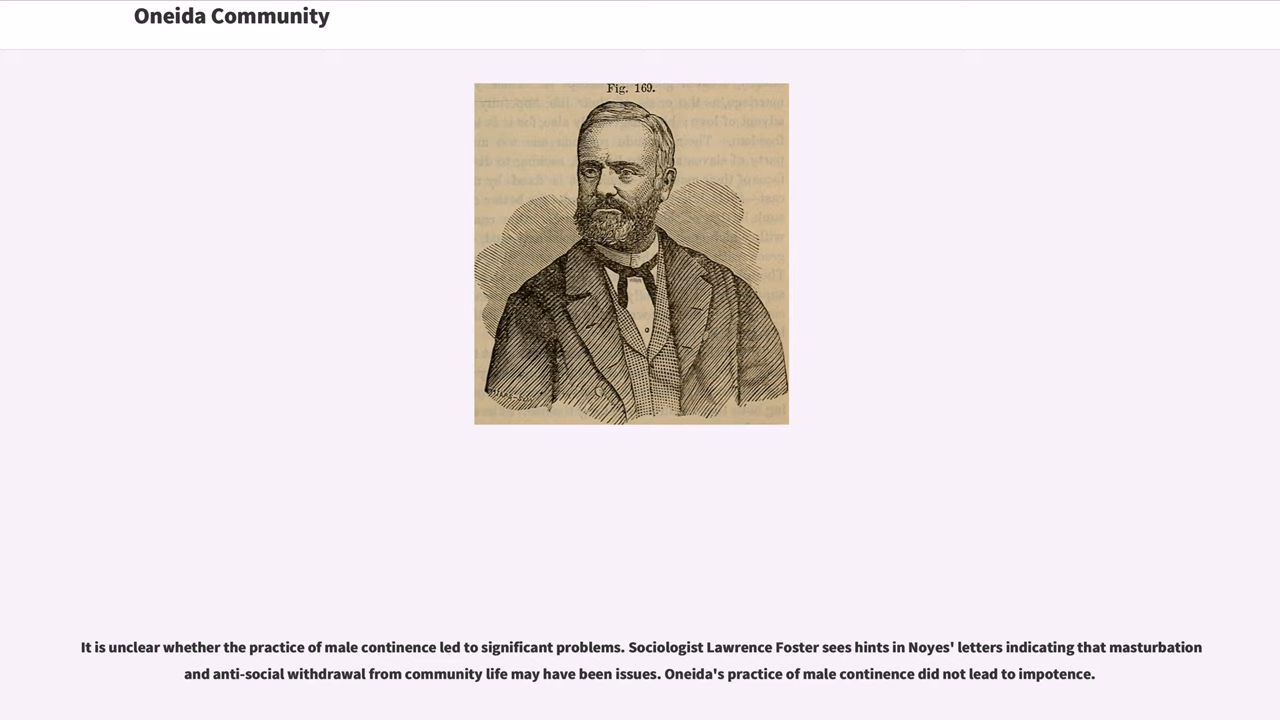 Oneida Community
Fig. 169.
It is unclear whether the practice of male continence led to significant problems. Sociologist Lawrence Foster sees hints in Noyes' letters indicating that masturbation
and anti-social withdrawal from community life may have been issues. Oneida's practice of male continence did not lead to impotence.